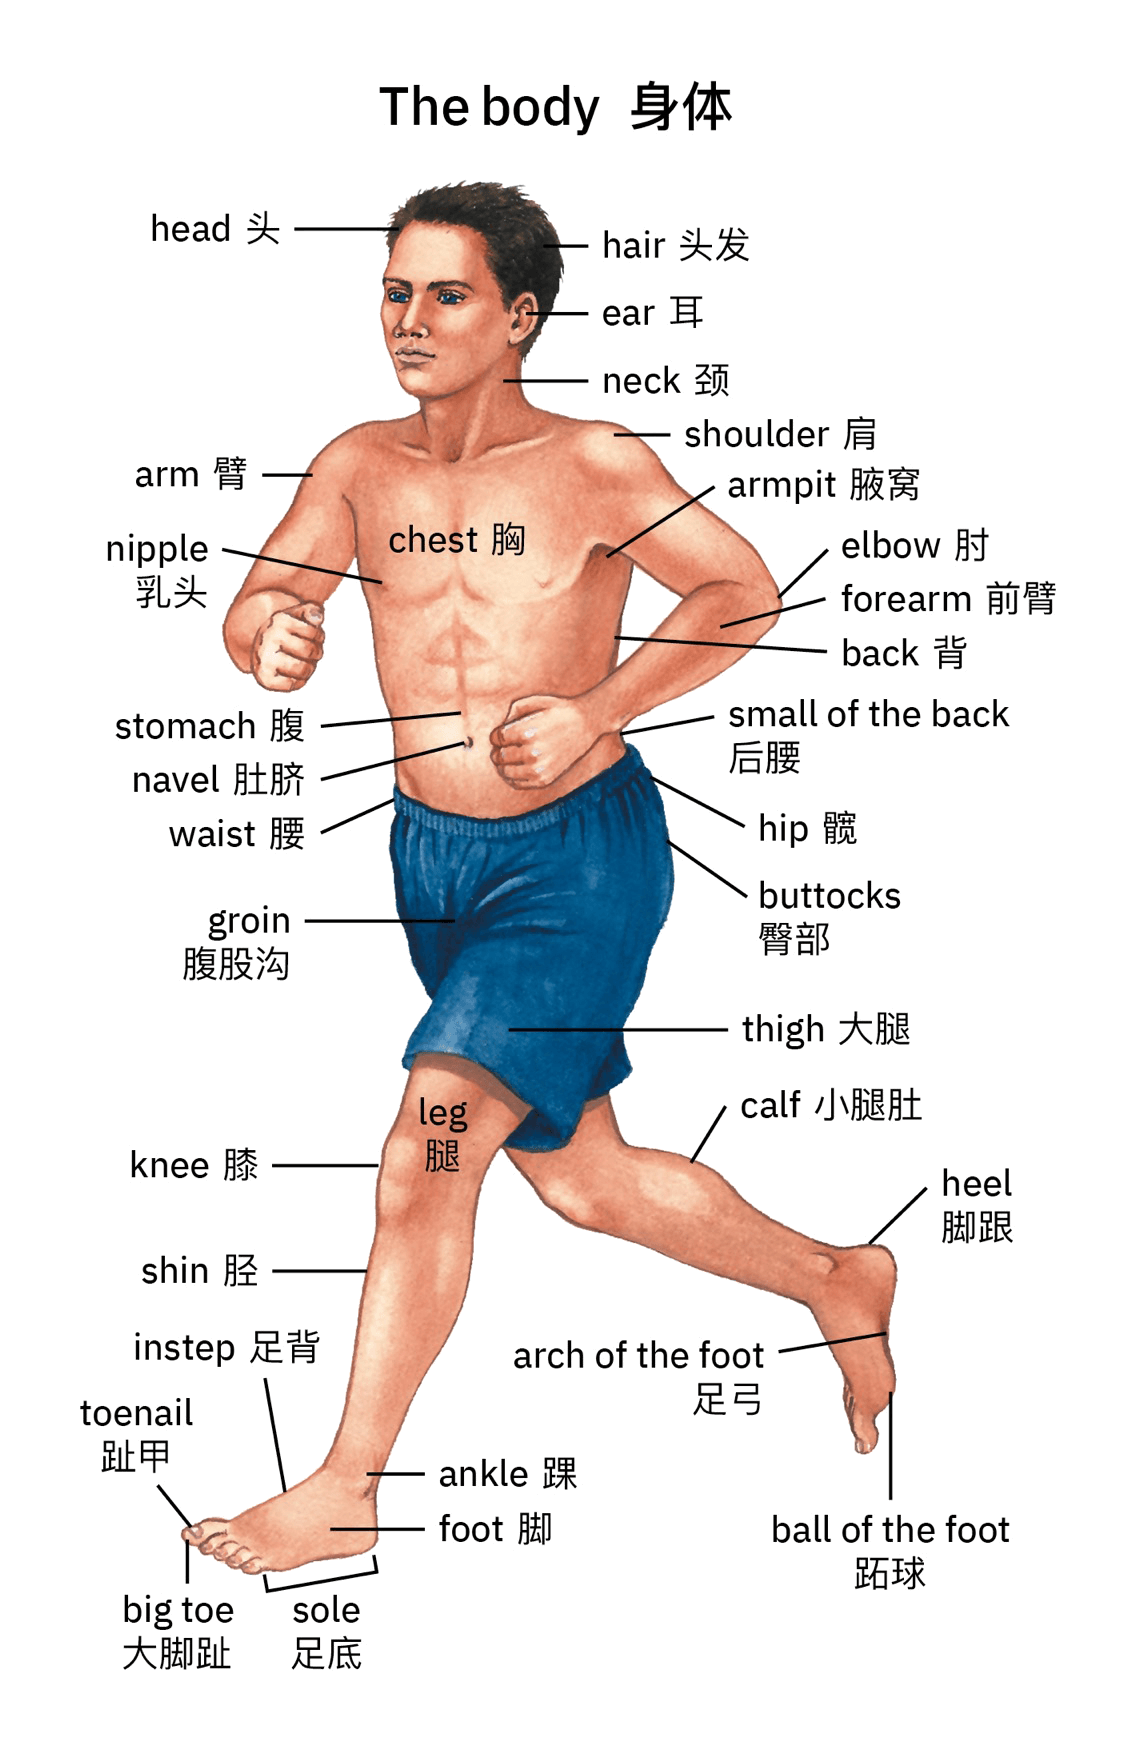 The body 身体
head 头
hair 头发
ear 耳
neck 颈
shoulder 肩
arm 臂
armpit 腋窝
chest 胸
nipple
乳头
elbow 肘
forearm 前臂
back 背
stomach 腹
small of the back
后腰
navel 肚脐
waist 腰
hip 髋
buttocks
臀部
groin
腹股沟
thigh 大腿
leg
腿
calf 小腿肚
knee 膝
heel
脚跟
shin 胫
instep 足背
arch of the foot
足弓
toenail
趾甲
ankle 踝
foot 脚
ball of the foot
跖球
big toe
大脚趾
sole
足底